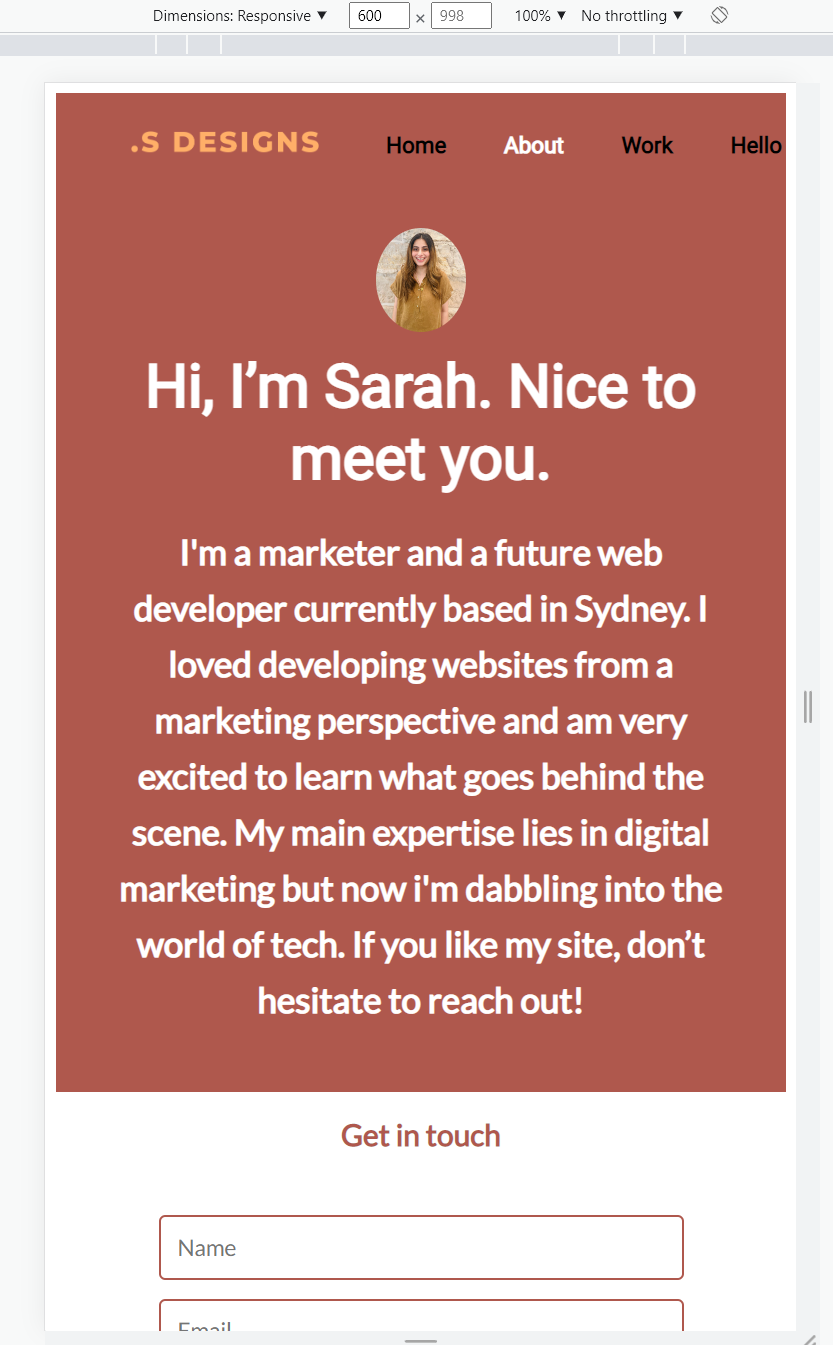 Dimensions: Responsive ▼ 600 × 998 100% ▼ No throttling ▼
.S DESIGNS Home About Work Hello
Hi, I’m Sarah. Nice to
meet you.
I'm a marketer and a future web
developer currently based in Sydney. I
loved developing websites from a
marketing perspective and am very
excited to learn what goes behind the
scene. My main expertise lies in digital
marketing but now i'm dabbling into the
world of tech. If you like my site, don’t
hesitate to reach out!
Get in touch
Name
Email